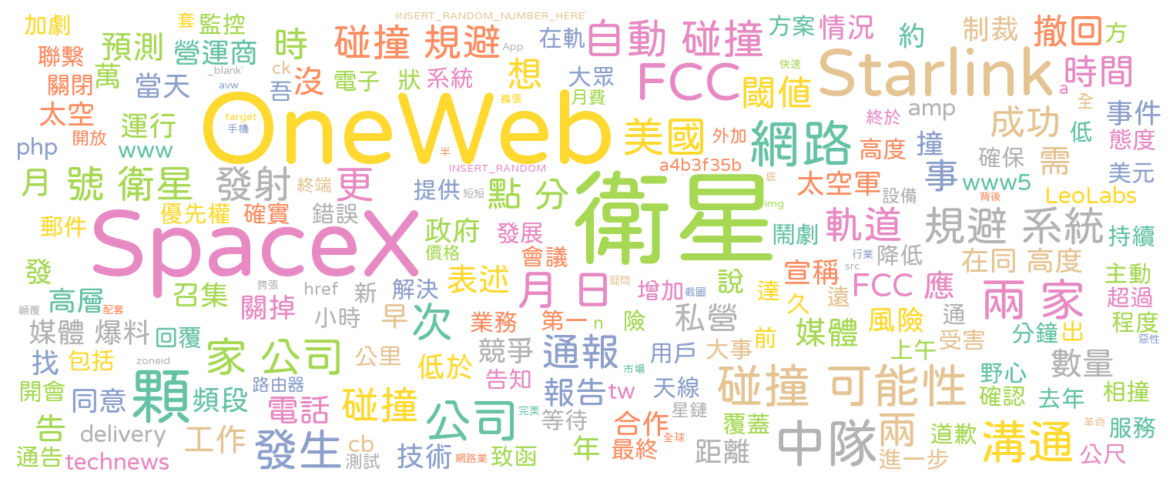 加劇 套 監控 INSERT_RANDOM_NUMBER_HERE' 碰撞 規避 在軌 自動 碰撞 方案 情況 約 制裁 撤回 方
聯繫 預測 營運商 時 App
關閉 萬 當天 _blank' avw ck 吾 沒 電子 狀 系統 想 大眾 FCC 快速 閾值 Starlink a 時間
太空 開放 運行 target 手機 OneWeb 擴張 月費 美國 外加 網路 終於 amp 成功 全 低 事件 態度
php www 半 INSERT_RANDOM a4b3f35b 高度 撞 確保 需
月 號 衛星 發射 終端 更 提供 短短 點 分 衛星 底 img 太空軍 設備 事 www5 背後 美元 LeoLabs
郵件 優先權 確實 錯誤 SpaceX 政府 價格 發展 會議 鬧劇 行業 軌道 規避 系統 持續
發 高層 召集 href 新 解決 表述 誇張 月 日 疑問 增加 截圖 說 src 宣稱 降低 在同 高度 主動
顛覆 配套 關掉 小時 早 次 業務 第一 n 險 私營 達 久 遠 FCC 應 兩 家 超過
媒體 爆料 回覆 前 媒體 風險 通 分鐘 出 程度 惡性
找 包括 zoneid 家 公司 公里 低於 競爭 通報 用戶 大事 上午 受害 數量
開會 同意 顆 頻段 路由器 告知 市場 報告 tw 天線 碰撞 可能性 野心 確認 去年 相撞
告 delivery 電話 碰撞 公司 完美 等待 合作 星鏈 覆蓋 中隊 兩 道歉 革命 服務
通告 technews 工作 發生 cb 測試 技術 網路業 致函 年 最終 全球 距離 進一步 溝通 公尺